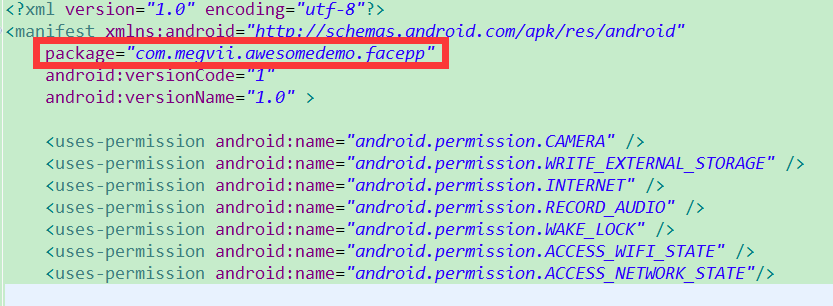 <?xml version="1.0" encoding="utf-8"?>
<manifest xmlns:android="http://schemas.android.com/apk/res/android"
package="com.megvii.awesomedemo.facepp"
android:versionCode="1"
android:versionName="1.0" >
<uses-permission android:name="android.permission.CAMERA" />
<uses-permission android:name="android.permission.WRITE_EXTERNAL_STORAGE" />
<uses-permission android:name="android.permission.INTERNET" />
<uses-permission android:name="android.permission.RECORD_AUDIO" />
<uses-permission android:name="android.permission.WAKE_LOCK" />
<uses-permission android:name="android.permission.ACCESS_WIFI_STATE" />
<uses-permission android:name="android.permission.ACCESS_NETWORK_STATE"/>